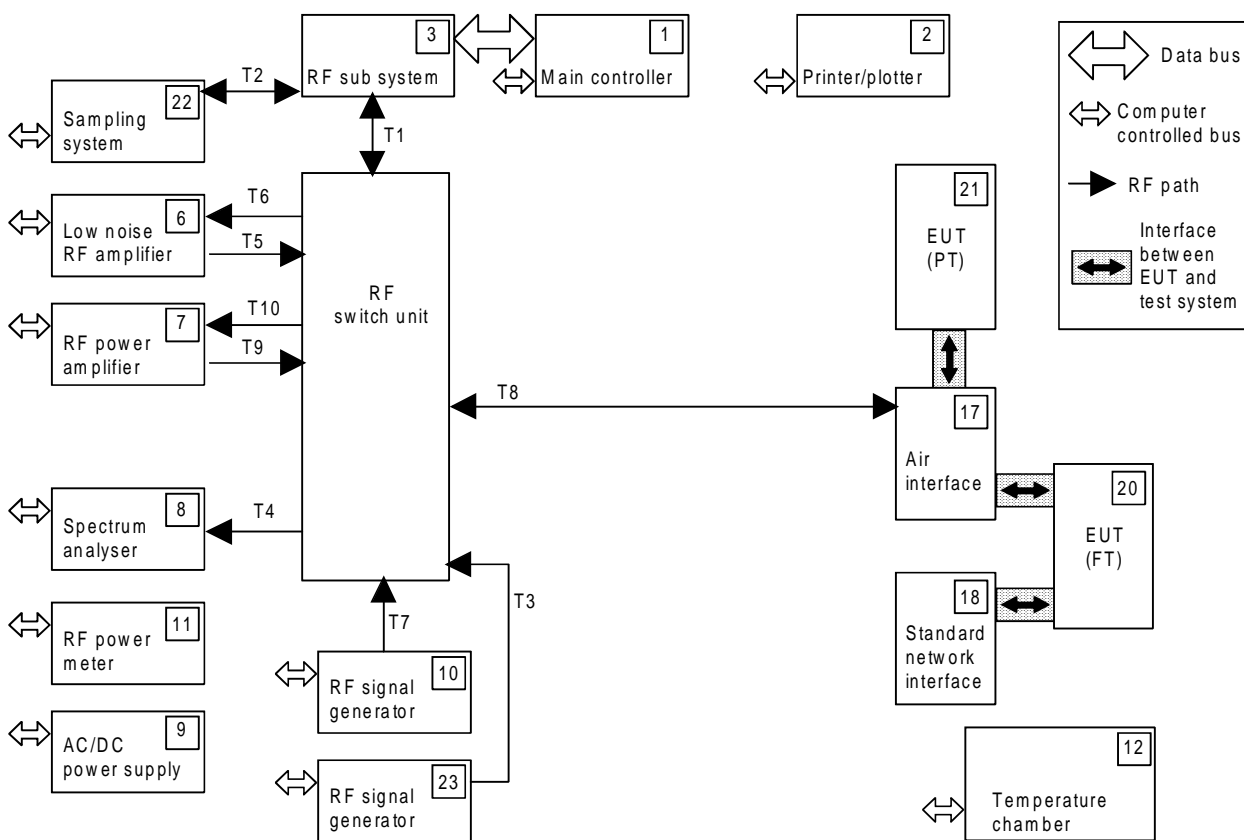 3
RF sub system
1
Main controller
2
Printer/plotter
Data bus
Computer
controlled bus
RF path
Interface
between
EUT and
test system
T2
22
Sampling
system
T1
T6
6
Low noise
RF amplifier
T5
T10
7
RF power
amplifier
T9
RF
switch unit
21
EUT
(PT)
T8
17
Air
interface
20
EUT
(FT)
8
Spectrum
analyser
T4
18
Standard
network
interface
T3
T7
11
RF power
meter
10
RF signal
generator
9
AC/DC
power supply
23
RF signal
generator
12
Temperature
chamber